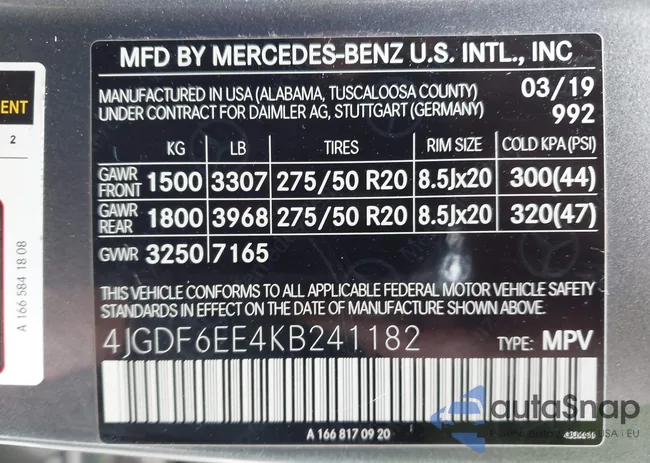 MFD BY MERCEDES-BENZ U.S. INTL., INC
MANUFACTURED IN USA (ALABAMA, TUSCALOOSA COUNTY) 03/19
UNDER CONTRACT FOR DAIMLER AG, STUTTGART (GERMANY) 992
KG LB TIRES RIM SIZE COLD KPA (PSI)
GAWR FRONT 1500 3307 275/50 R20 8.5Jx20 300(44)
GAWR REAR 1800 3968 275/50 R20 8.5Jx20 320(47)
GVWR 3250 7165
THIS VEHICLE CONFORMS TO ALL APPLICABLE FEDERAL MOTOR VEHICLE SAFETY
STANDARDS IN EFFECT ON THE DATE OF MANUFACTURE SHOWN ABOVE.
4JGDF6EE4KB241182 TYPE: MPV
A 166 817 09 20
ENT
2
A 166 584 18 08
autoSnap